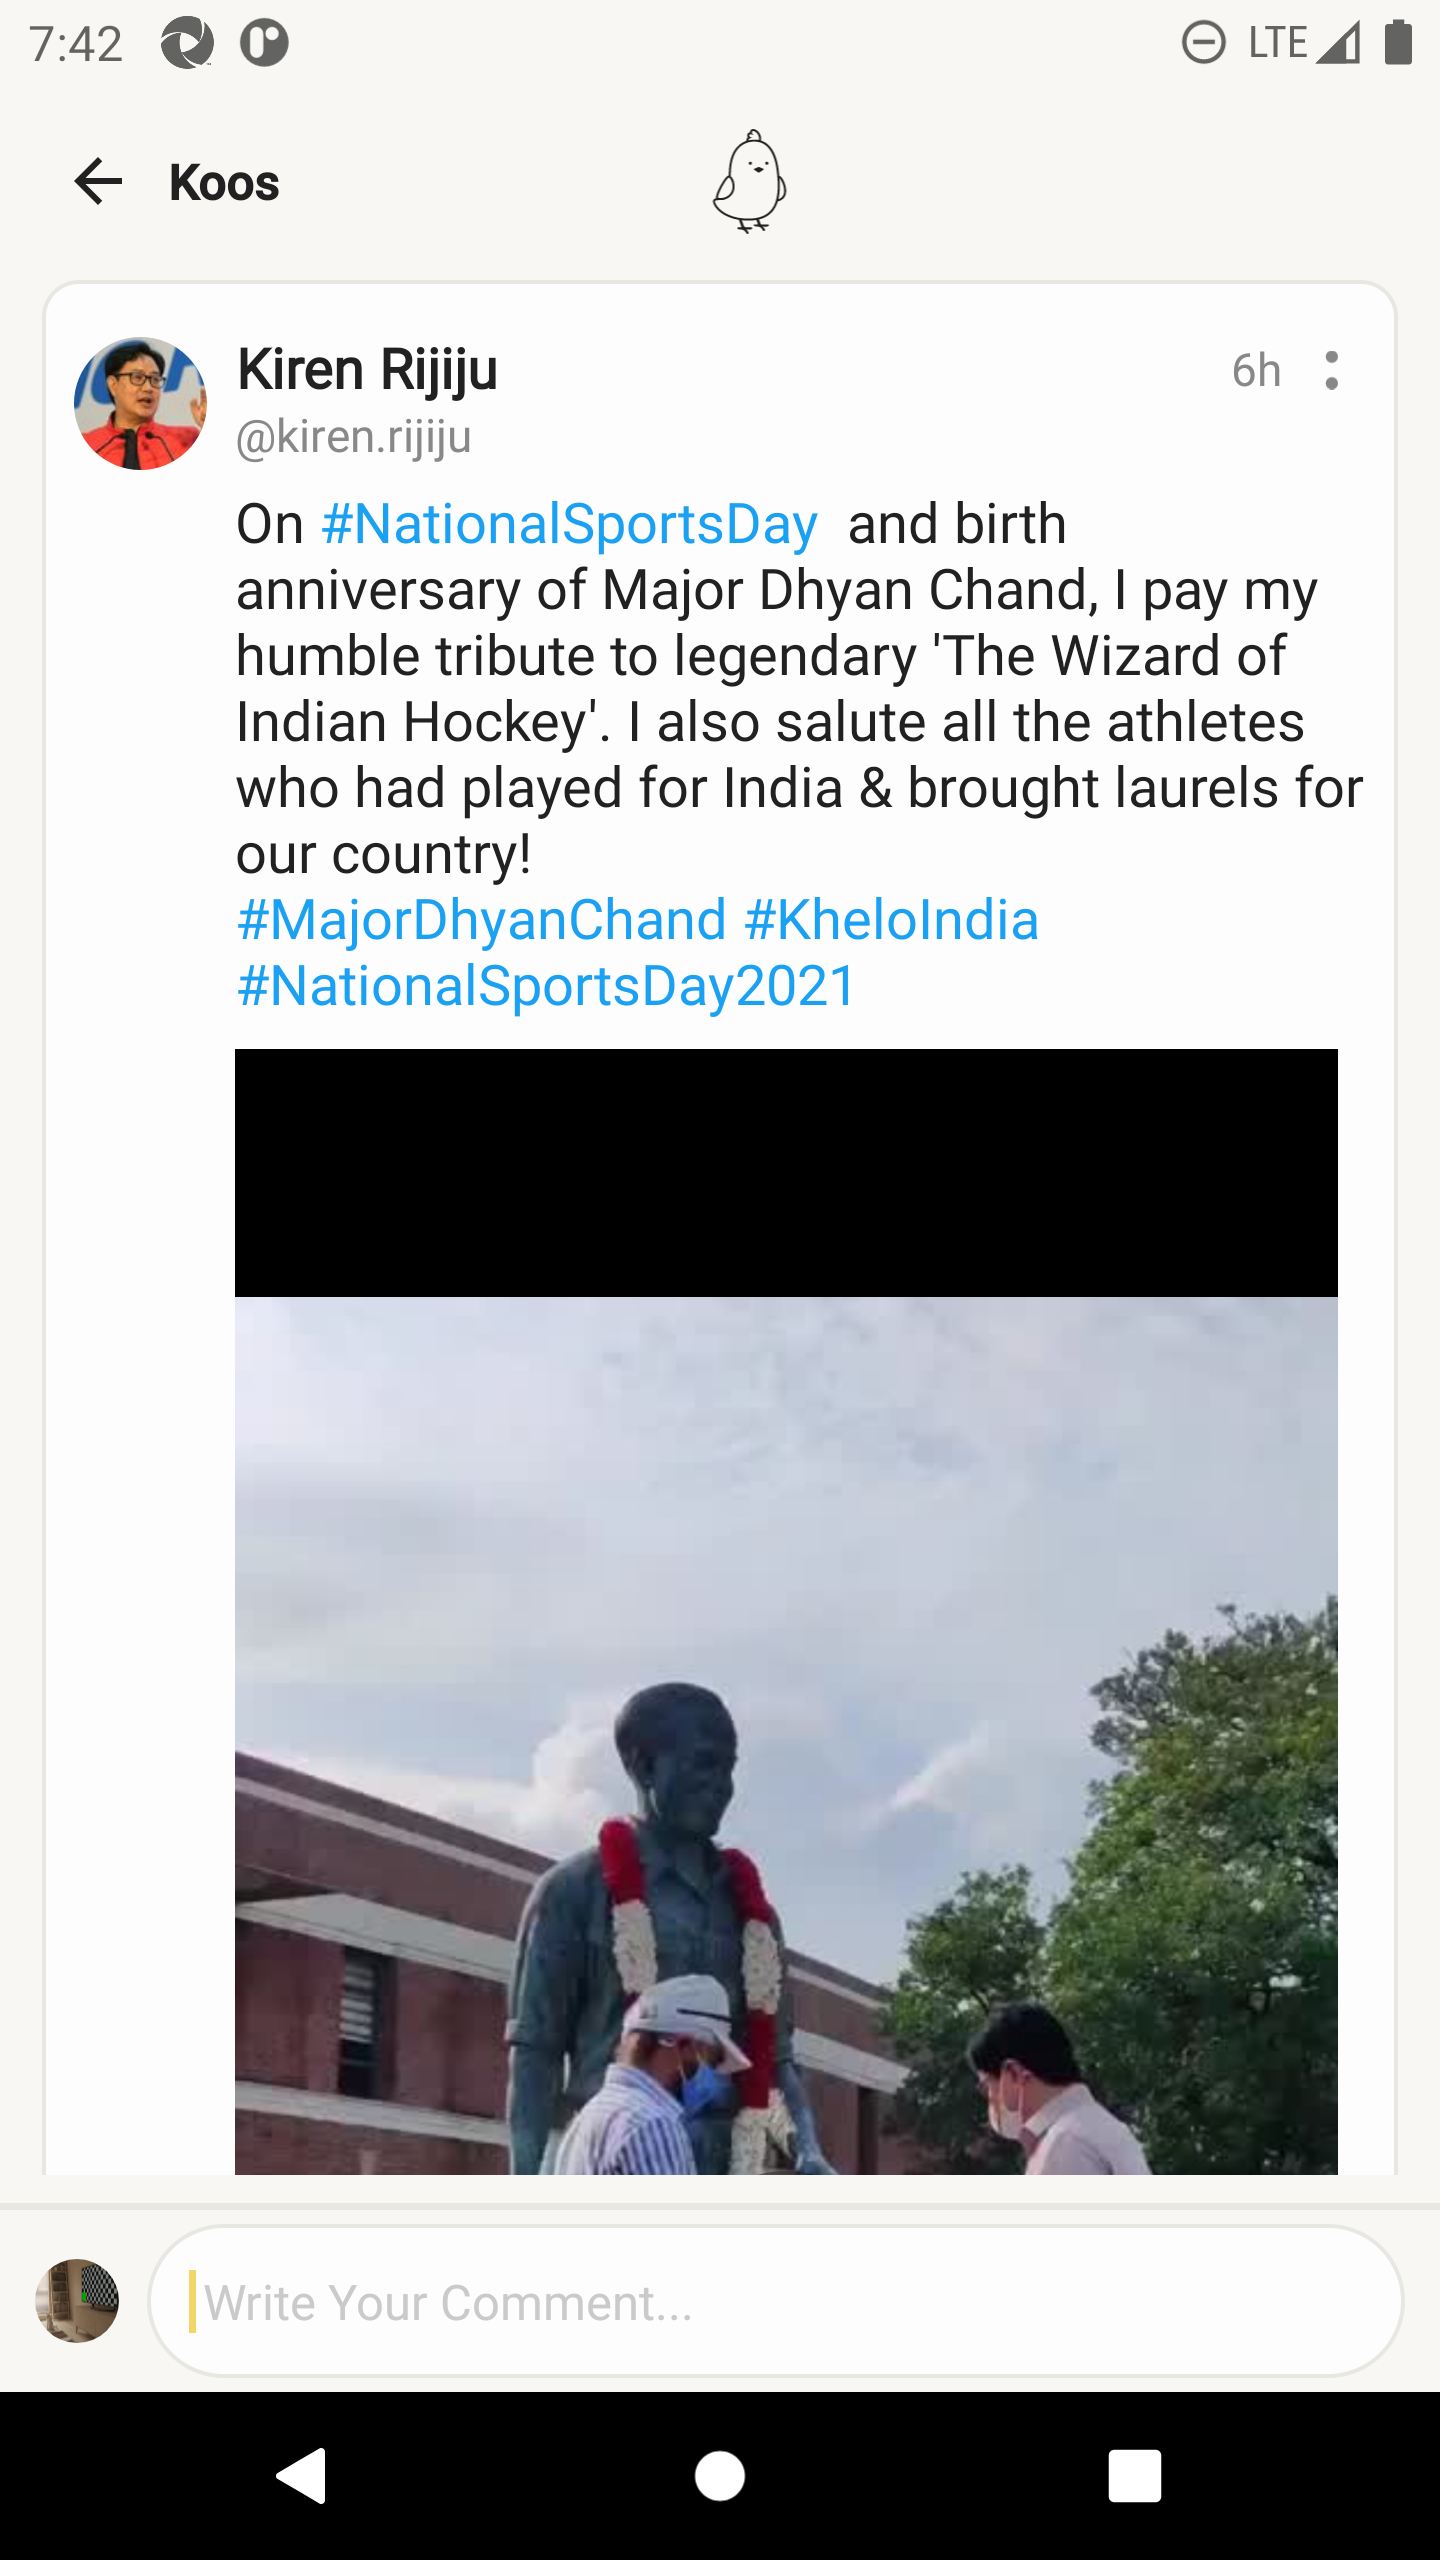 7:42
LTE
Koos
Kiren Rijiju
6h
@kiren.rijiju
On #NationalSportsDay  and birth
anniversary of Major Dhyan Chand, I pay my
humble tribute to legendary 'The Wizard of
Indian Hockey'. I also salute all the athletes
who had played for India & brought laurels for
our country!
#MajorDhyanChand #KheloIndia
#NationalSportsDay2021
Write Your Comment...